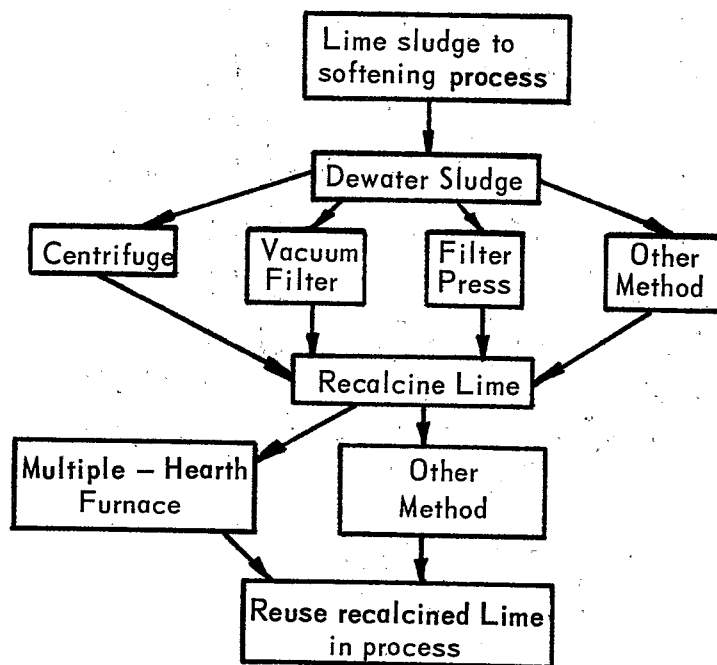 Lime sludge to
softening process
Dewater Sludge
Centrifuge
Vacuum
Filter
Filter
Press
Other
Method
Recalcine Lime
Multiple – Hearth
Furnace
Other
Method
Reuse recalcined Lime
in process